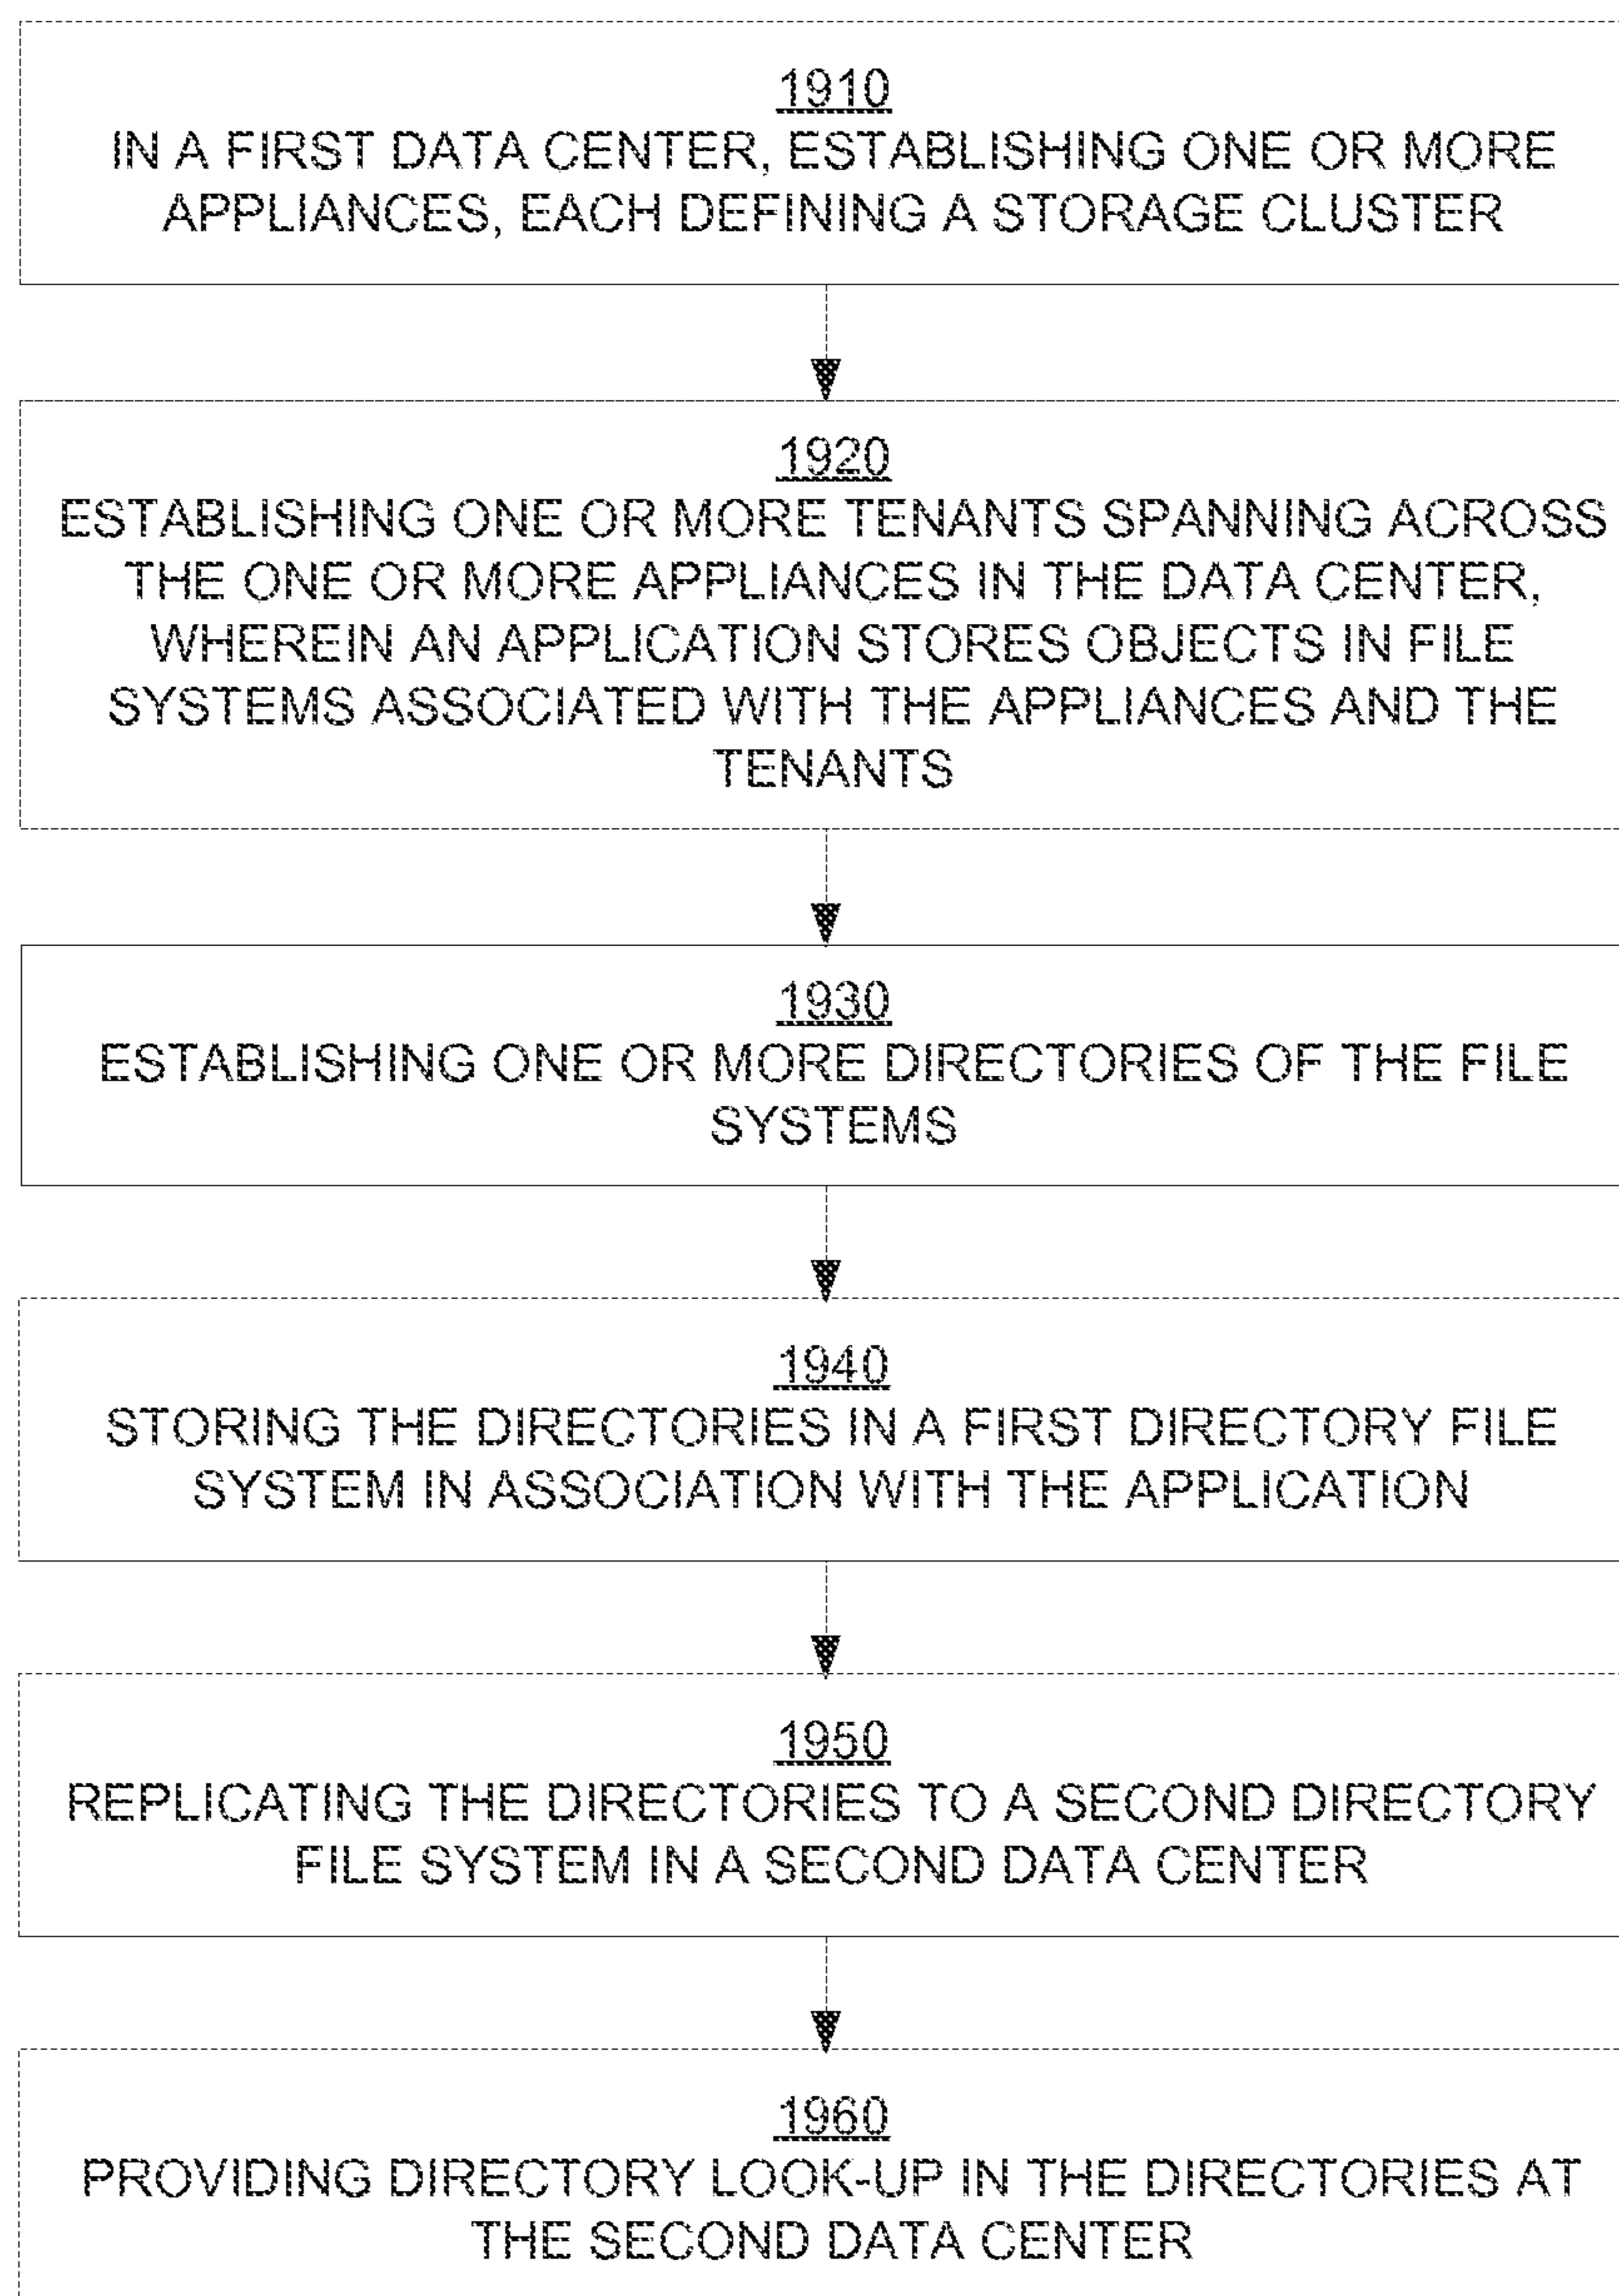 1910
IN A FIRST DATA CENTER, ESTABLISHING ONE OR MORE
APPLIANCES, EACH DEFINING A STORAGE CLUSTER
1920
ESTABLISHING ONE OR MORE TENANTS SPANNING ACROSS
THE ONE OR MORE APPLIANCES IN THE DATA CENTER,
WHEREIN AN APPLICATION STORES OBJECTS IN FILE
SYSTEMS ASSOCIATED WITH THE APPLIANCES AND THE
TENANTS
1930
ESTABLISHING ONE OR MORE DIRECTORIES OF THE FILE
SYSTEMS
1940
STORING THE DIRECTORIES IN A FIRST DIRECTORY FILE
SYSTEM IN ASSOCIATION WITH THE APPLICATION
1950
REPLICATING THE DIRECTORIES TO A SECOND DIRECTORY
FILE SYSTEM IN A SECOND DATA CENTER
1960
PROVIDING DIRECTORY LOOK-UP IN THE DIRECTORIES AT
THE SECOND DATA CENTER